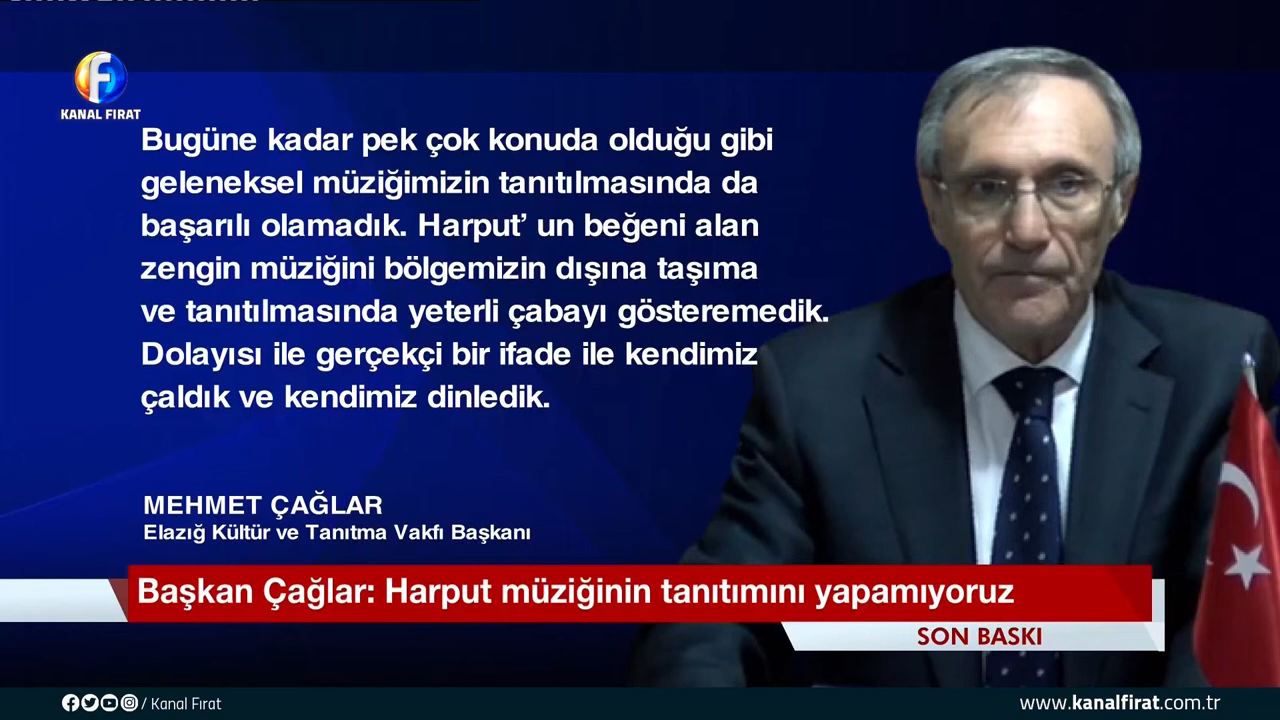 KANAL FIRAT
Bugüne kadar pek çok konuda olduğu gibi
geleneksel müziğimizin tanıtılmasında da
başarılı olamadık. Harput’ un beğeni alan
zengin müziğini bölgemizin dışına taşıma
ve tanıtılmasında yeterli çabayı gösteremedik.
Dolayısı ile gerçekçi bir ifade ile kendimiz
çaldık ve kendimiz dinledik.
MEHMET ÇAĞLAR
Elazığ Kültür ve Tanıtma Vakfı Başkanı
Başkan Çağlar: Harput müziğinin tanıtımını yapamıyoruz
SON BASKI
/ Kanal Fırat
www.kanalfirat.com.tr